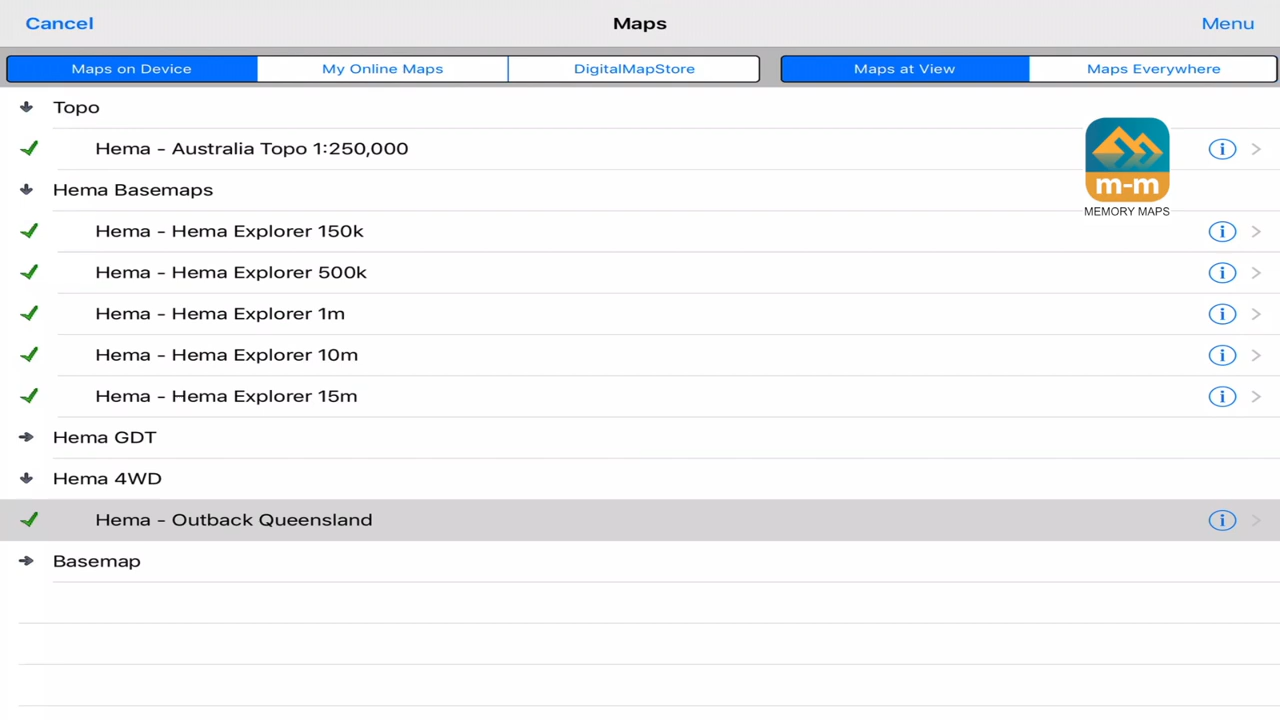 Cancel
Maps
Menu
Maps on Device
My Online Maps
DigitalMapStore
Maps at View
Maps Everywhere
Topo
Hema - Australia Topo 1:250,000
Hema Basemaps
m-m
MEMORY MAPS
Hema - Hema Explorer 150k
Hema - Hema Explorer 500k
Hema - Hema Explorer 1m
Hema - Hema Explorer 10m
Hema - Hema Explorer 15m
Hema GDT
Hema 4WD
Hema - Outback Queensland
Basemap